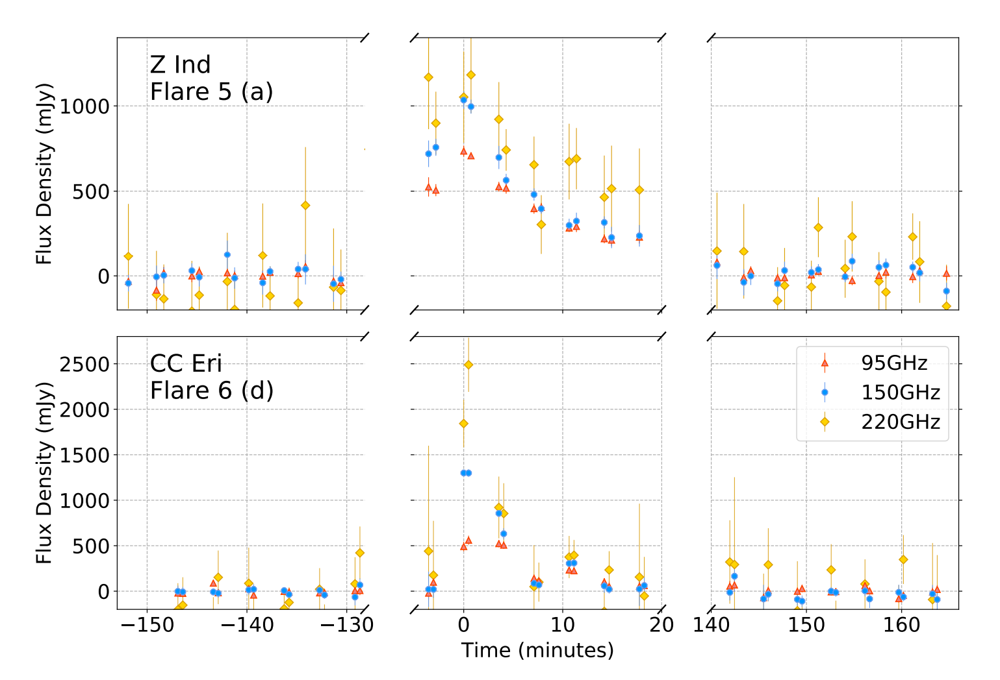 Z Ind
Flare 5 (a)
Flux Density (mJy)
1000
500
0
CC Eri
Flare 6 (d)
Flux Density (mJy)
2500
2000
1500
1000
500
0
95GHz
150GHz
220GHz
−150 −140 −130 0 10 20 140 150 160
Time (minutes)